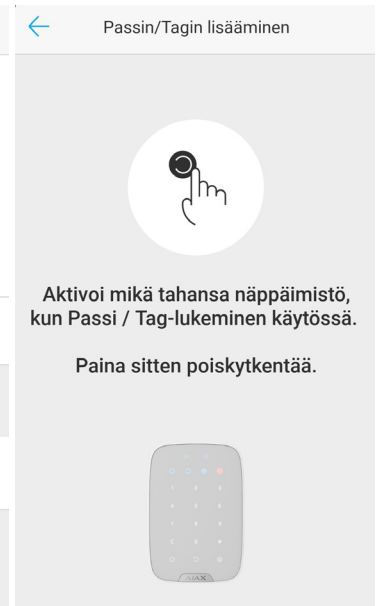 Passin/Tagin lisääminen
Aktivoi mikä tahansa näppäimistö,
kun Passi / Tag-lukeminen käytössä.
Paina sitten poiskytkentää.
AJAX